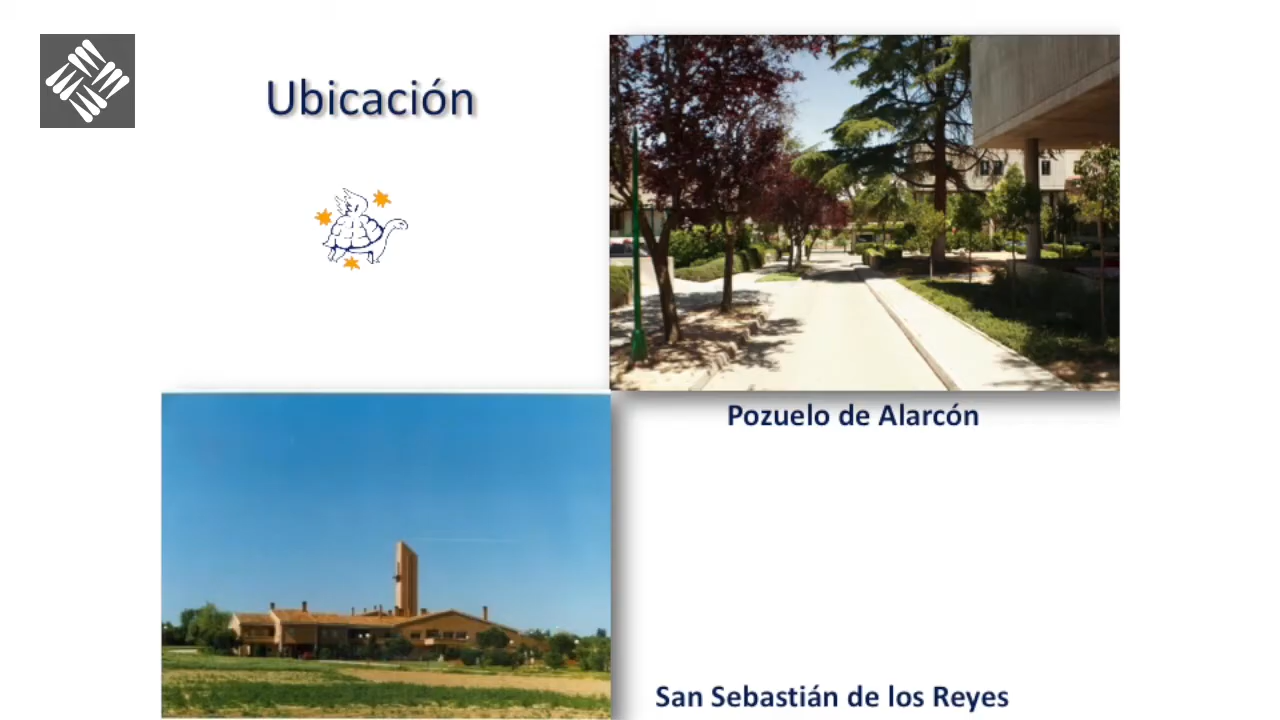 Ubicación
Pozuelo de Alarcón
San Sebastián de los Reyes